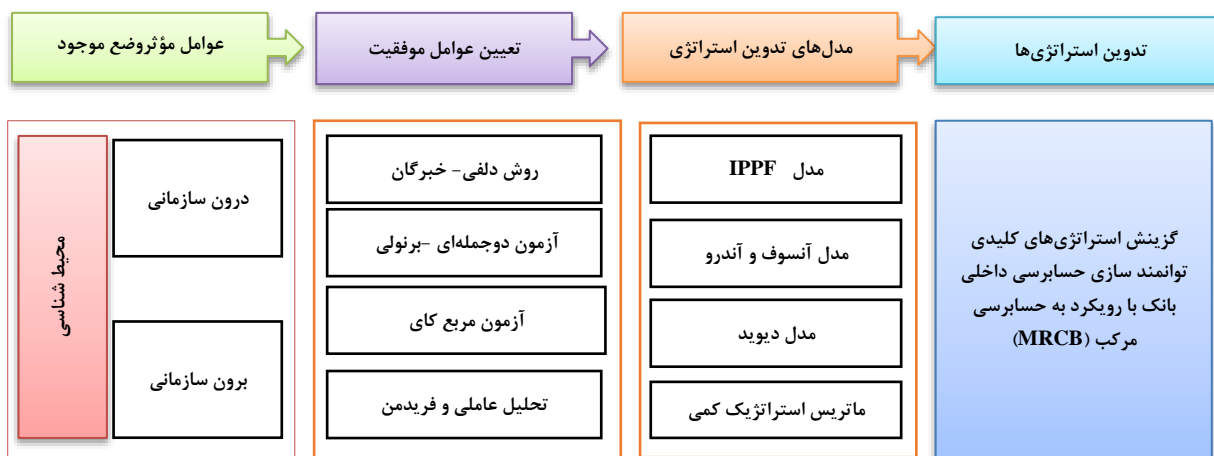 عوامل مؤثروضع موجود
تعیین عوامل موفقیت
مدل‌های تدوین استراتژی
تدوین استراتژی‌ها
محیط شناسی
درون سازمانی
برون سازمانی
روش دلفی- خبرگان
آزمون دوجمله‌ای -برنولی
آزمون مربع کای
تحلیل عاملی و فریدمن
مدل IPPF
مدل آنسوف و آندرو
مدل دیوید
ماتریس استراتژیک کمی
گزینش استراتژی‌های کلیدی
توانمند سازی حسابرسی داخلی
بانک با رویکرد به حسابرسی
مرکب (MRCB)